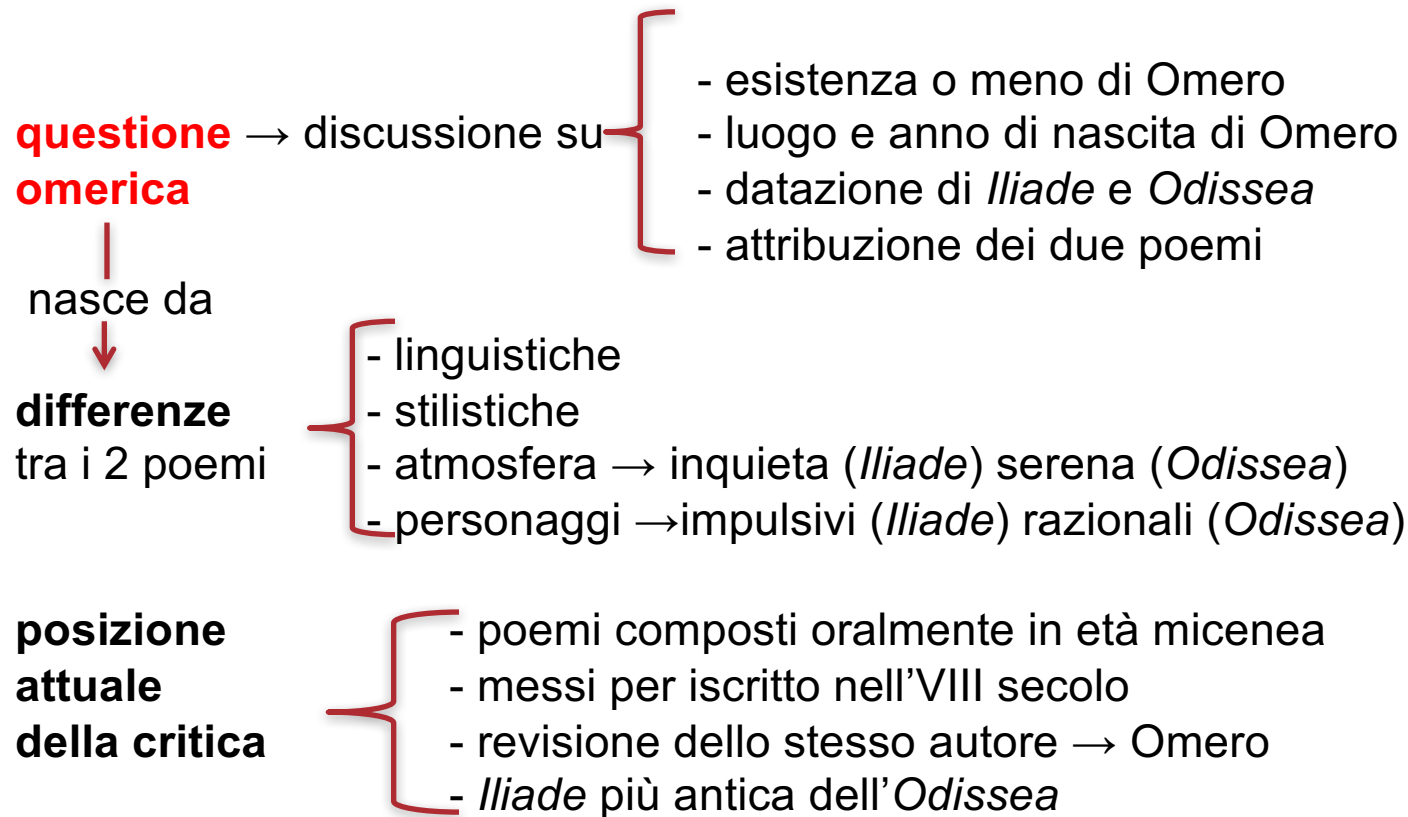 - esistenza o meno di Omero
questione → discussione su - luogo e anno di nascita di Omero
omerica - datazione di Iliade e Odissea
- attribuzione dei due poemi
nasce da
- linguistiche
differenze - stilistiche
tra i 2 poemi - atmosfera → inquieta (Iliade) serena (Odissea)
- personaggi →impulsivi (Iliade) razionali (Odissea)
posizione - poemi composti oralmente in età micenea
attuale - messi per iscritto nell’VIII secolo
della critica - revisione dello stesso autore → Omero
- Iliade più antica dell’Odissea